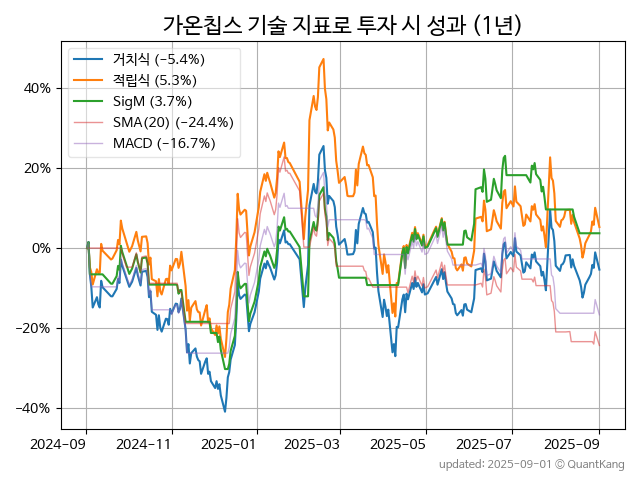 가온칩스 기술 지표로 투자 시 성과 (1년)
거치식 (−5.4%)
적립식 (5.3%)
SigM (3.7%)
SMA(20) (−24.4%)
MACD (−16.7%)
40%
20%
0%
−20%
−40%
2024-09 2024-11 2025-01 2025-03 2025-05 2025-07 2025-09
updated: 2025-09-01 © QuantKang